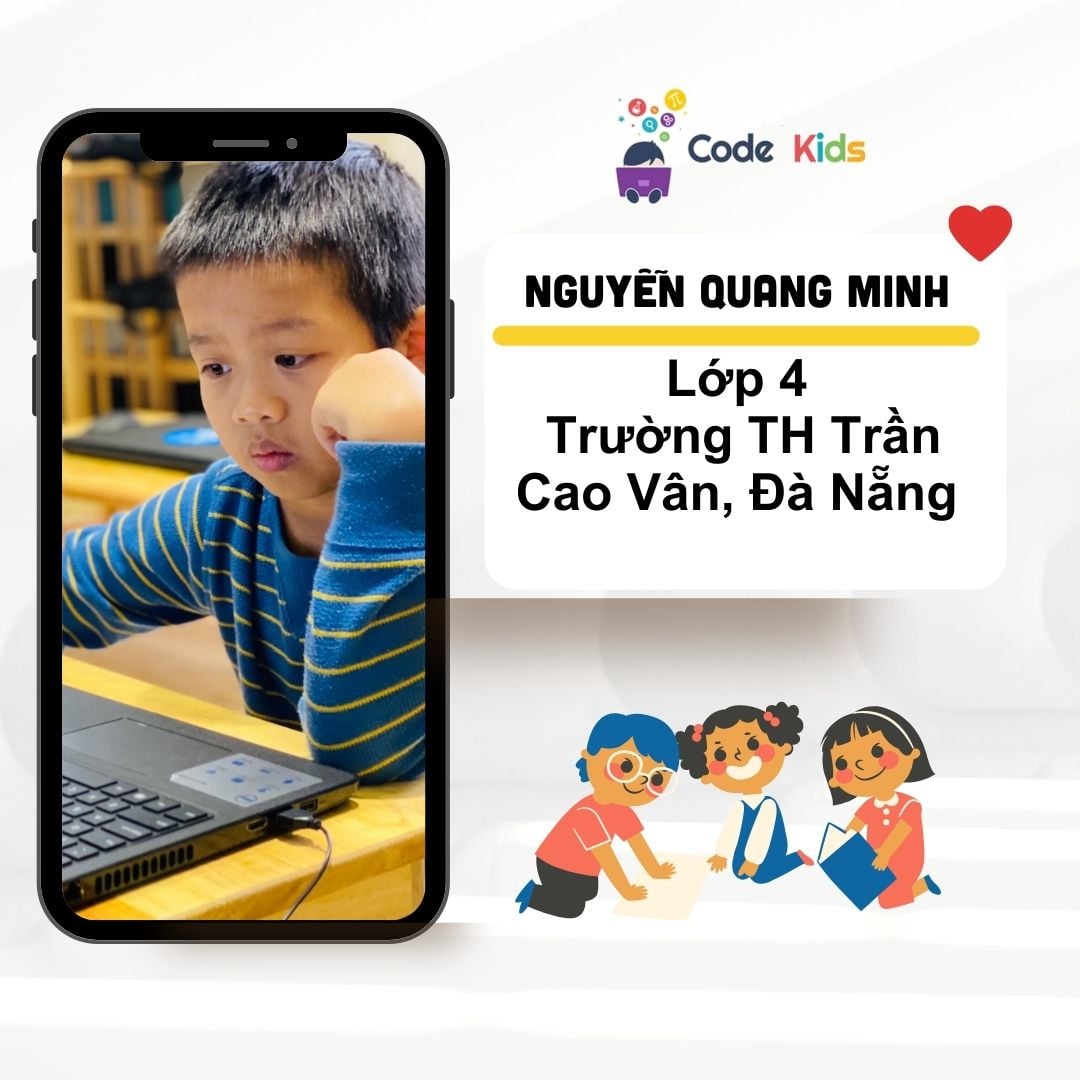 Code Kids
NGUYỄN QUANG MINH
Lớp 4
Trường TH Trần
Cao Vân, Đà Nẵng